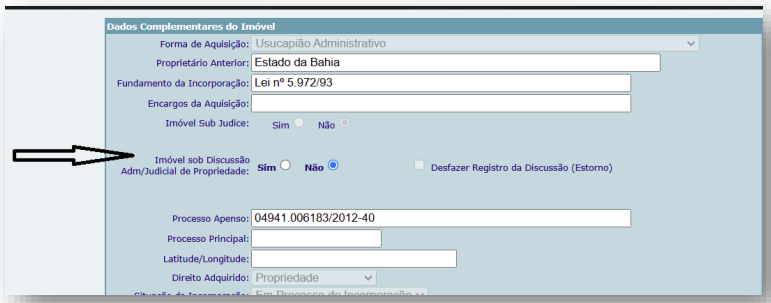 Dados Complementares do Imóvel
Forma de Aquisição: Usucapião Administrativo
Proprietário Anterior: Estado da Bahia
Fundamento da Incorporação: Lei nº 5.972/93
Encargos da Aquisição:
Imóvel Sub Judice: Sim Não
Imóvel sob Discussão
Adm/Judicial de Propriedade: Sim Não Desfazer Registro da Discussão (Estorno)
Processo Apenso: 04941.006183/2012-40
Processo Principal:
Latitude/Longitude:
Direito Adquirido: Propriedade
Situação da Incorporação: Em Processo de Incorporação